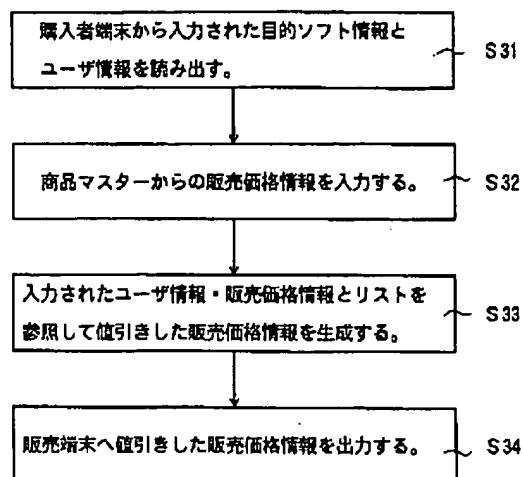 購入者端末から入力された目的ソフト情報と
ユーザ情報を読み出す。
S31
商品マスターからの販売価格情報を入力する。
S32
入力されたユーザ情報・販売価格情報とリストを
参照して値引きした販売価格情報を生成する。
S33
販売端末へ値引きした販売価格情報を出力する。
S34